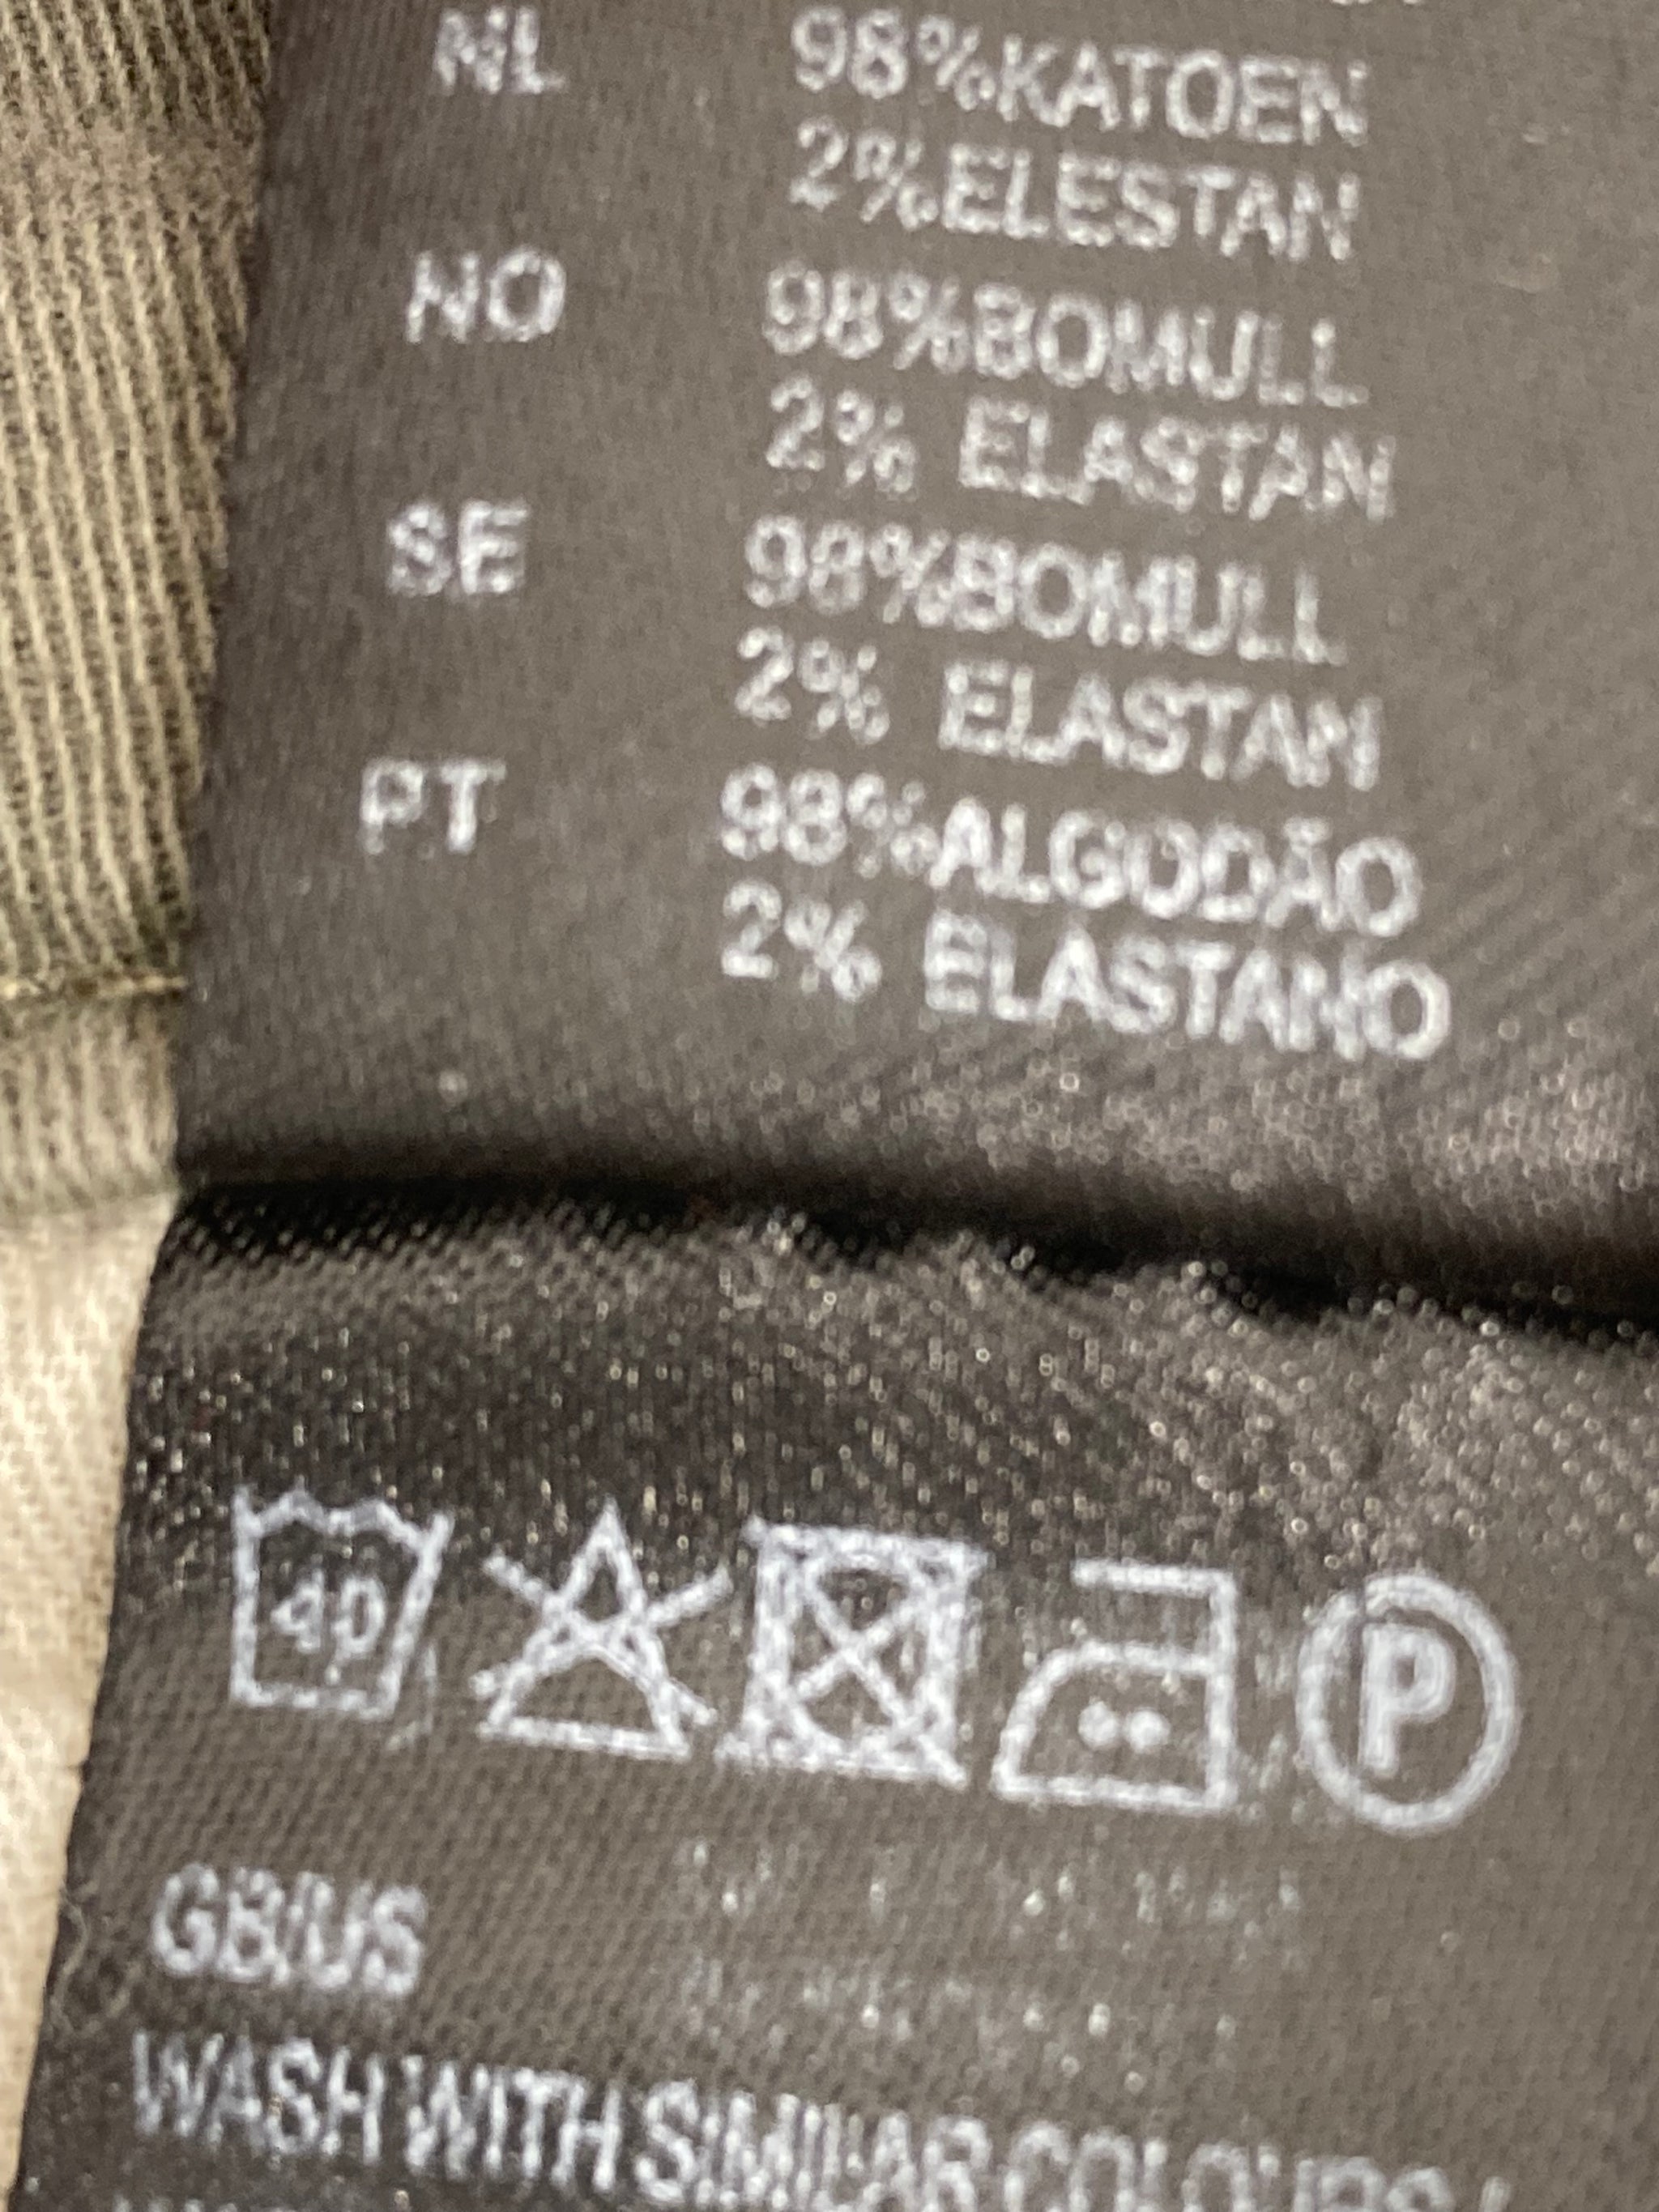 NL 98%KATOEN
2%ELESTAN
NO 98%BOMULL
2% ELASTAN
SE 98%BOMULL
2% ELASTAN
PT 98%ALGODÃO
2% ELASTANO
40
P
GB/US
WASH WITH SIMILAR COLOURS